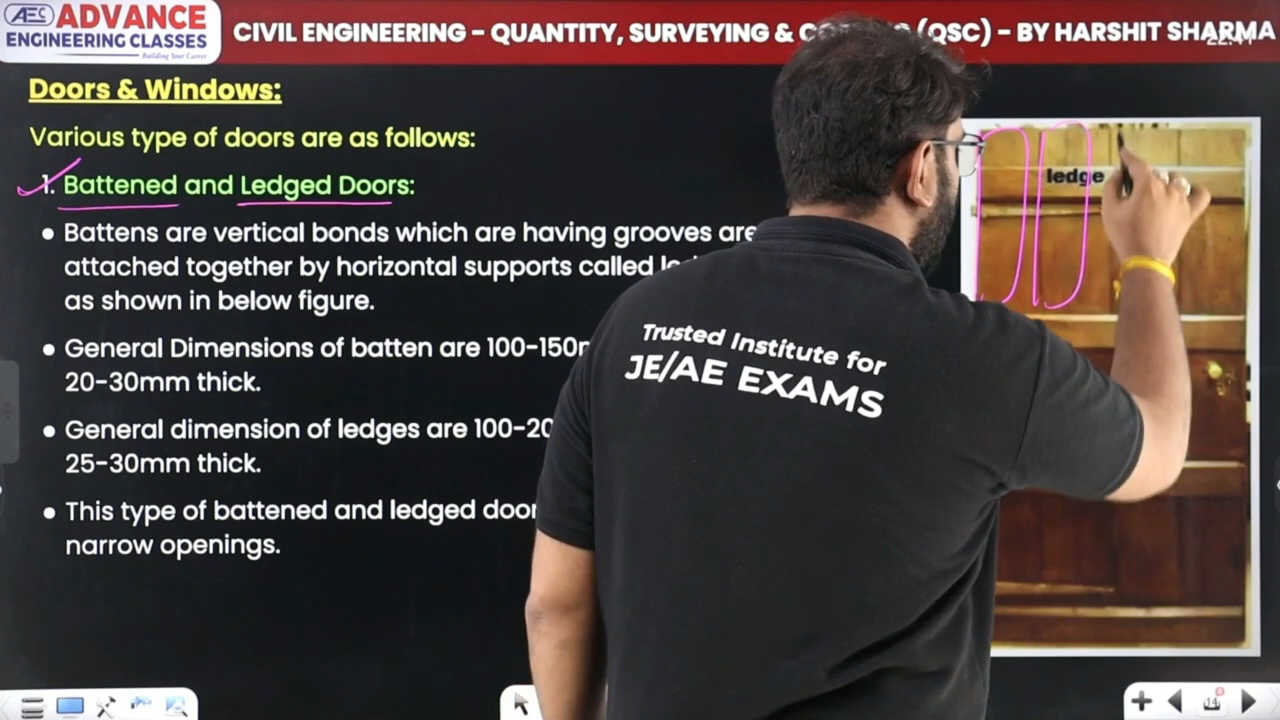 AEC ADVANCE
ENGINEERING CLASSES
Building Your Career
CIVIL ENGINEERING - QUANTITY, SURVEYING & (QSC) - BY HARSHIT SHARMA
Doors & Windows:
Various type of doors are as follows:
1. Battened and Ledged Doors:
• Battens are vertical bonds which are having grooves are
attached together by horizontal supports called
as shown in below figure.
• General Dimensions of batten are 100-150
20-30mm thick.
• General dimension of ledges are 100-20
25-30mm thick.
• This type of battened and ledged door
narrow openings.
ledge
Trusted Institute for
JE/AE EXAMS
14